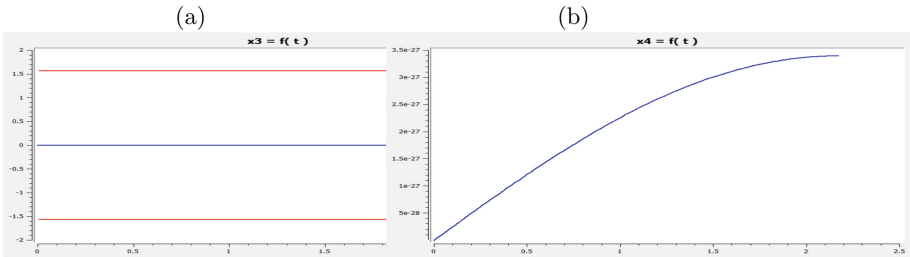 (a) (b)
x3 = f( t ) x4 = f( t )
2
1.5
1
0.5
0
-0.5
-1
-1.5
-2
0 0.5 1 1.5
3.5e-27
3e-27
2.5e-27
2e-27
1.5e-27
1e-27
5e-28
0 0.5 1 1.5 2 2.5